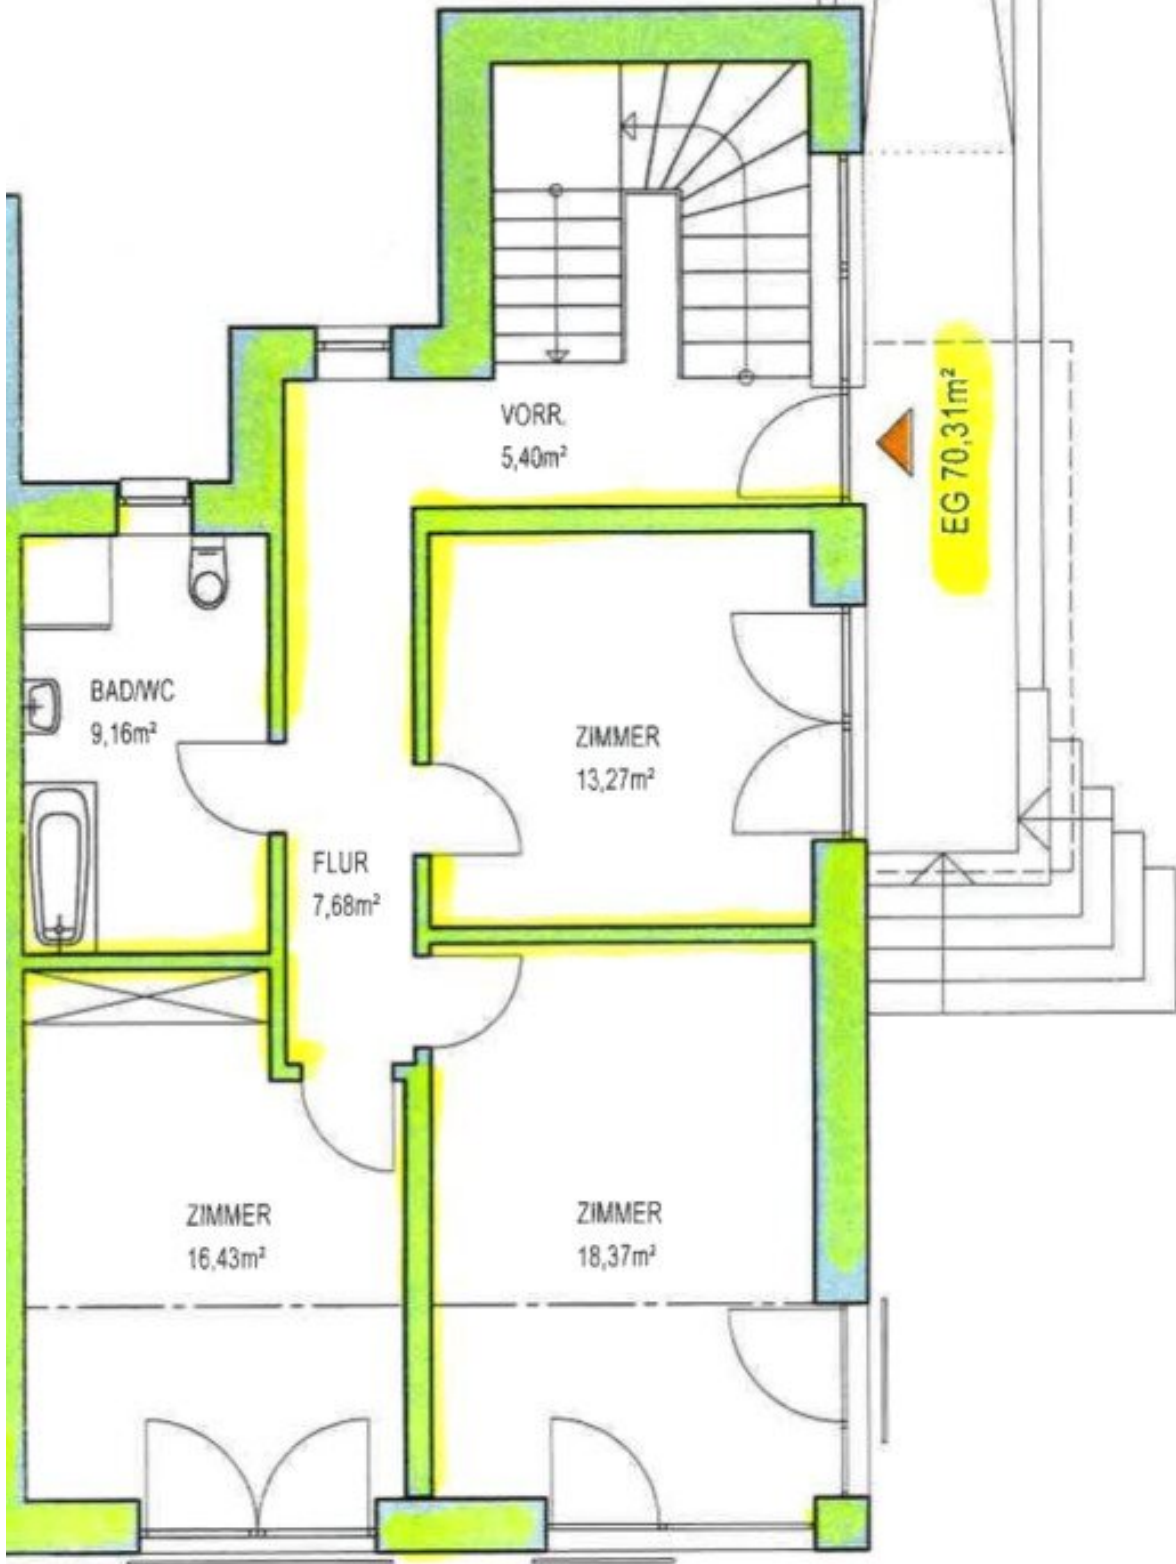 VORR.
5,40m²
EG 70,31m²
BAD/WC
9,16m²
ZIMMER
13,27m²
FLUR
7,68m²
ZIMMER
16,43m²
ZIMMER
18,37m²